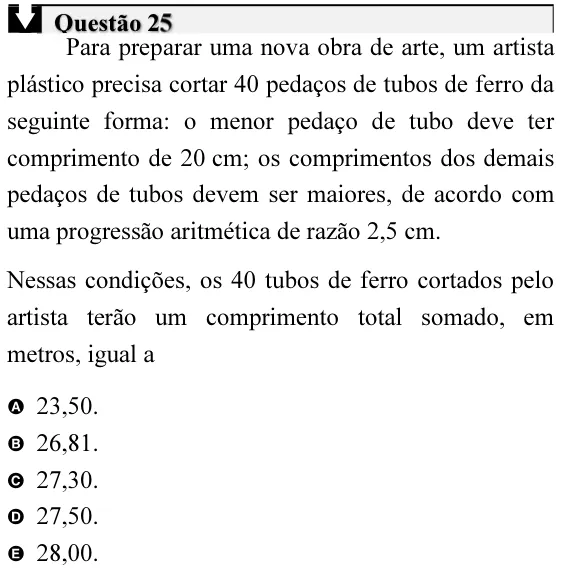 Questão 25
Para preparar uma nova obra de arte, um artista
plástico precisa cortar 40 pedaços de tubos de ferro da
seguinte forma: o menor pedaço de tubo deve ter
comprimento de 20 cm; os comprimentos dos demais
pedaços de tubos devem ser maiores, de acordo com
uma progressão aritmética de razão 2,5 cm.
Nessas condições, os 40 tubos de ferro cortados pelo
artista terão um comprimento total somado, em
metros, igual a
A 23,50.
B 26,81.
C 27,30.
D 27,50.
E 28,00.